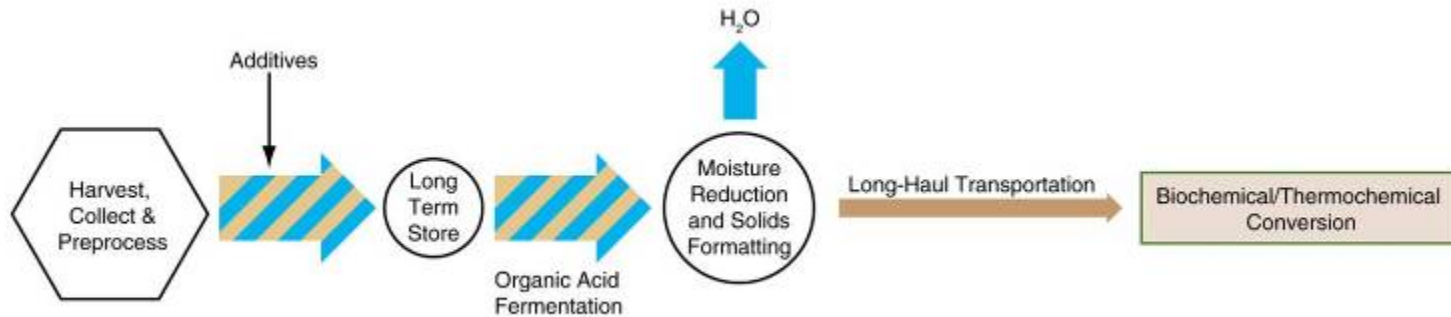 H₂O
Additives
Harvest,
Collect &
Preprocess
Long
Term
Store
Organic Acid
Fermentation
Moisture
Reduction
and Solids
Formatting
Long-Haul Transportation
Biochemical/Thermochemical
Conversion